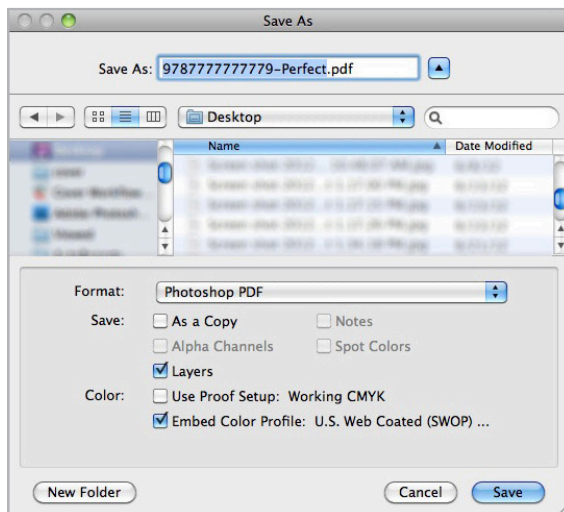 Save As
Save As: 9787777777779-Perfect.pdf
Desktop
Name Date Modified
Format: Photoshop PDF
Save: As a Copy Notes
Alpha Channels Spot Colors
Layers
Color: Use Proof Setup: Working CMYK
Embed Color Profile: U.S. Web Coated (SWOP) ...
New Folder Cancel Save